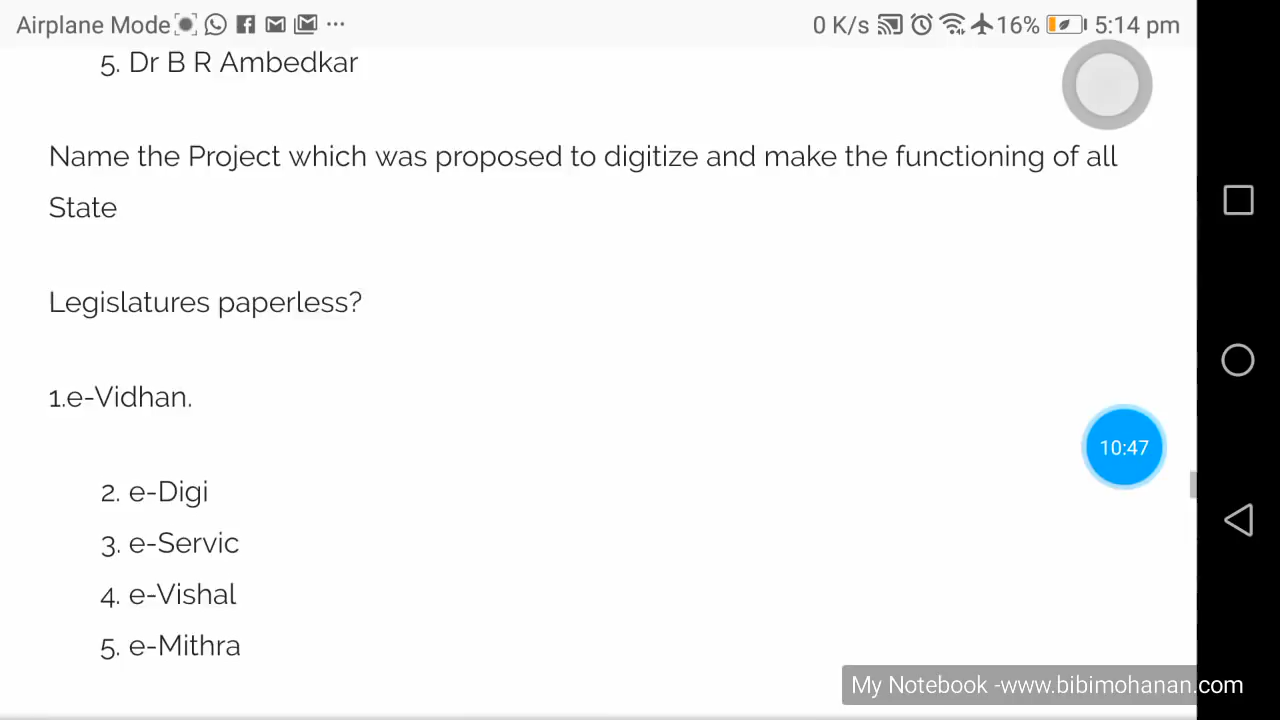 Airplane Mode ... 0 K/s 16% 5:14 pm
5. Dr B R Ambedkar
Name the Project which was proposed to digitize and make the functioning of all
State
Legislatures paperless?
1.e-Vidhan.
10:47
2. e-Digi
3. e-Servic
4. e-Vishal
5. e-Mithra
My Notebook -www.bibimohanan.com